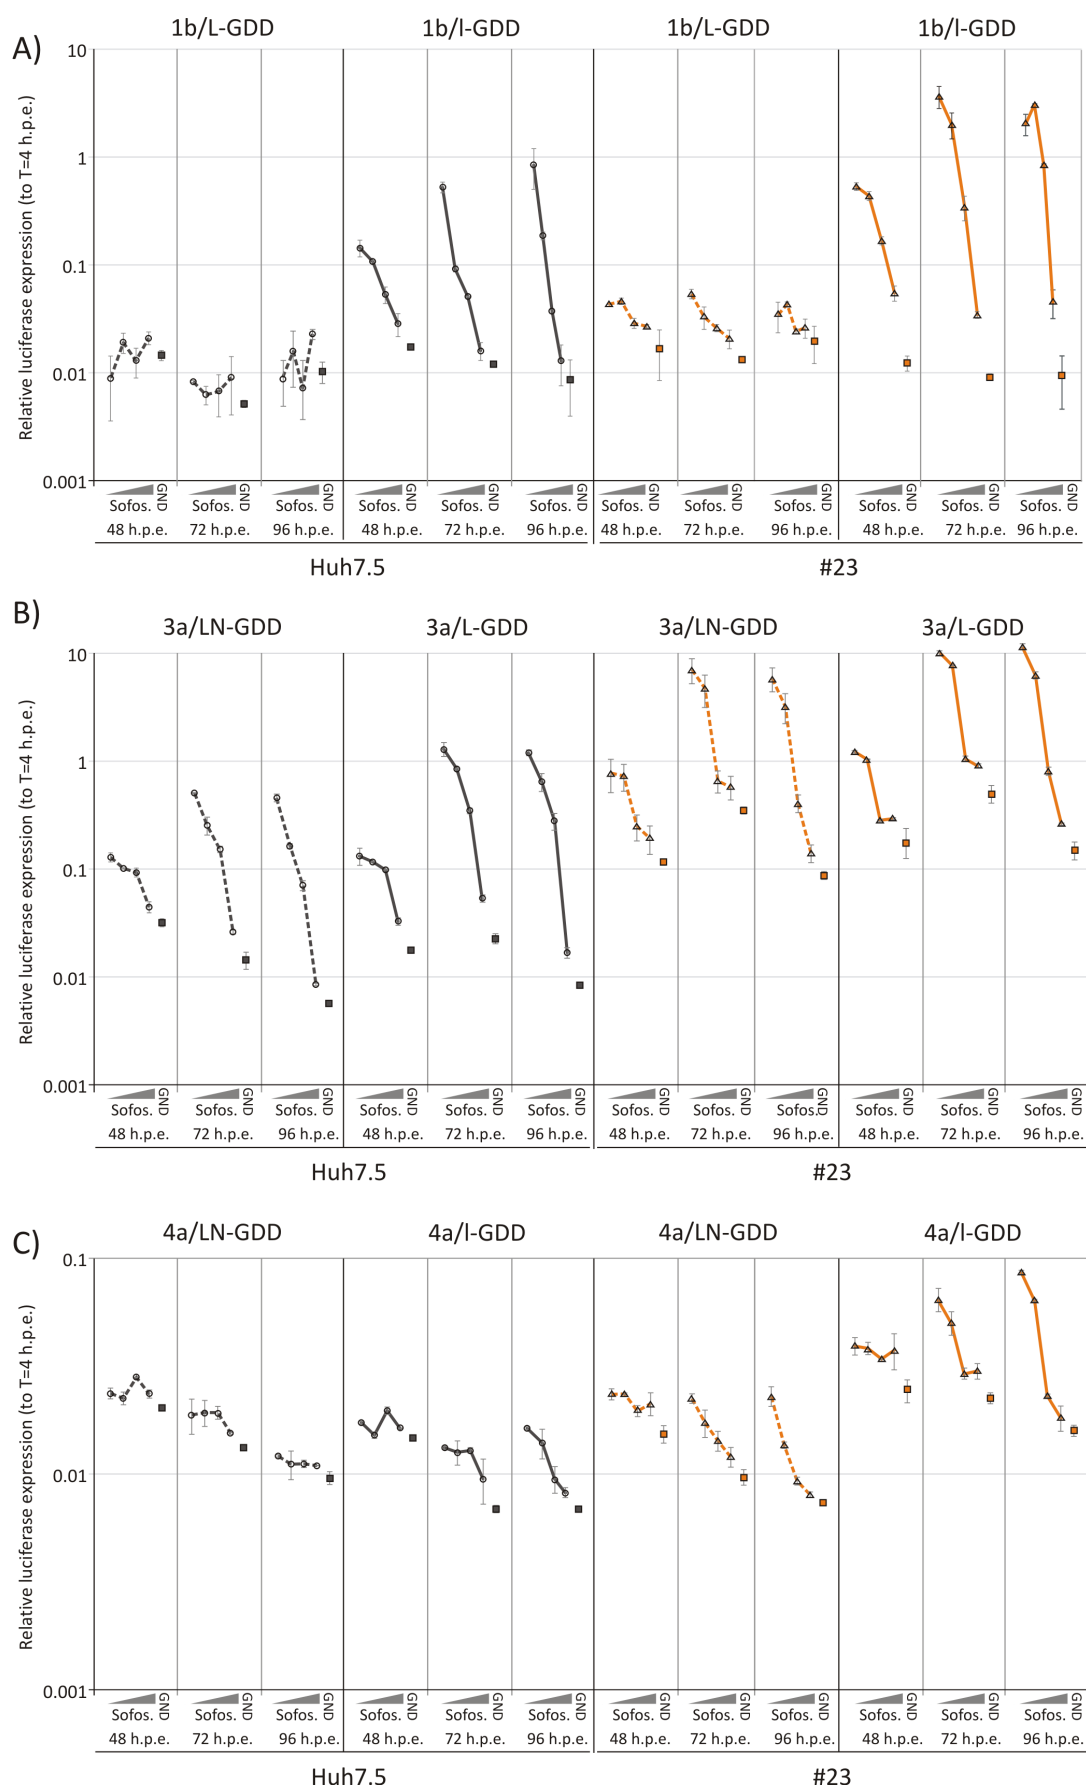 A)
1b/L-GDD 1b/l-GDD 1b/L-GDD 1b/l-GDD
Relative luciferase expression (to T=4 h.p.e.)
10
1
0.1
0.01
0.001
Sofos. GND Sofos. GND Sofos. GND Sofos. GND Sofos. GND Sofos. GND Sofos. GND Sofos. GND Sofos. GND Sofos. GND Sofos. GND Sofos. GND
48 h.p.e. 72 h.p.e. 96 h.p.e. 48 h.p.e. 72 h.p.e. 96 h.p.e. 48 h.p.e. 72 h.p.e. 96 h.p.e. 48 h.p.e. 72 h.p.e. 96 h.p.e.
Huh7.5 #23
B)
3a/LN-GDD 3a/L-GDD 3a/LN-GDD 3a/L-GDD
Relative luciferase expression (to T=4 h.p.e.)
10
1
0.1
0.01
0.001
Sofos. GND Sofos. GND Sofos. GND Sofos. GND Sofos. GND Sofos. GND Sofos. GND Sofos. GND Sofos. GND Sofos. GND Sofos. GND Sofos. GND
48 h.p.e. 72 h.p.e. 96 h.p.e. 48 h.p.e. 72 h.p.e. 96 h.p.e. 48 h.p.e. 72 h.p.e. 96 h.p.e. 48 h.p.e. 72 h.p.e. 96 h.p.e.
Huh7.5 #23
C)
4a/LN-GDD 4a/l-GDD 4a/LN-GDD 4a/l-GDD
Relative luciferase expression (to T=4 h.p.e.)
0.1
0.01
0.001
Sofos. GND Sofos. GND Sofos. GND Sofos. GND Sofos. GND Sofos. GND Sofos. GND Sofos. GND Sofos. GND Sofos. GND Sofos. GND Sofos. GND
48 h.p.e. 72 h.p.e. 96 h.p.e. 48 h.p.e. 72 h.p.e. 96 h.p.e. 48 h.p.e. 72 h.p.e. 96 h.p.e. 48 h.p.e. 72 h.p.e. 96 h.p.e.
Huh7.5 #23